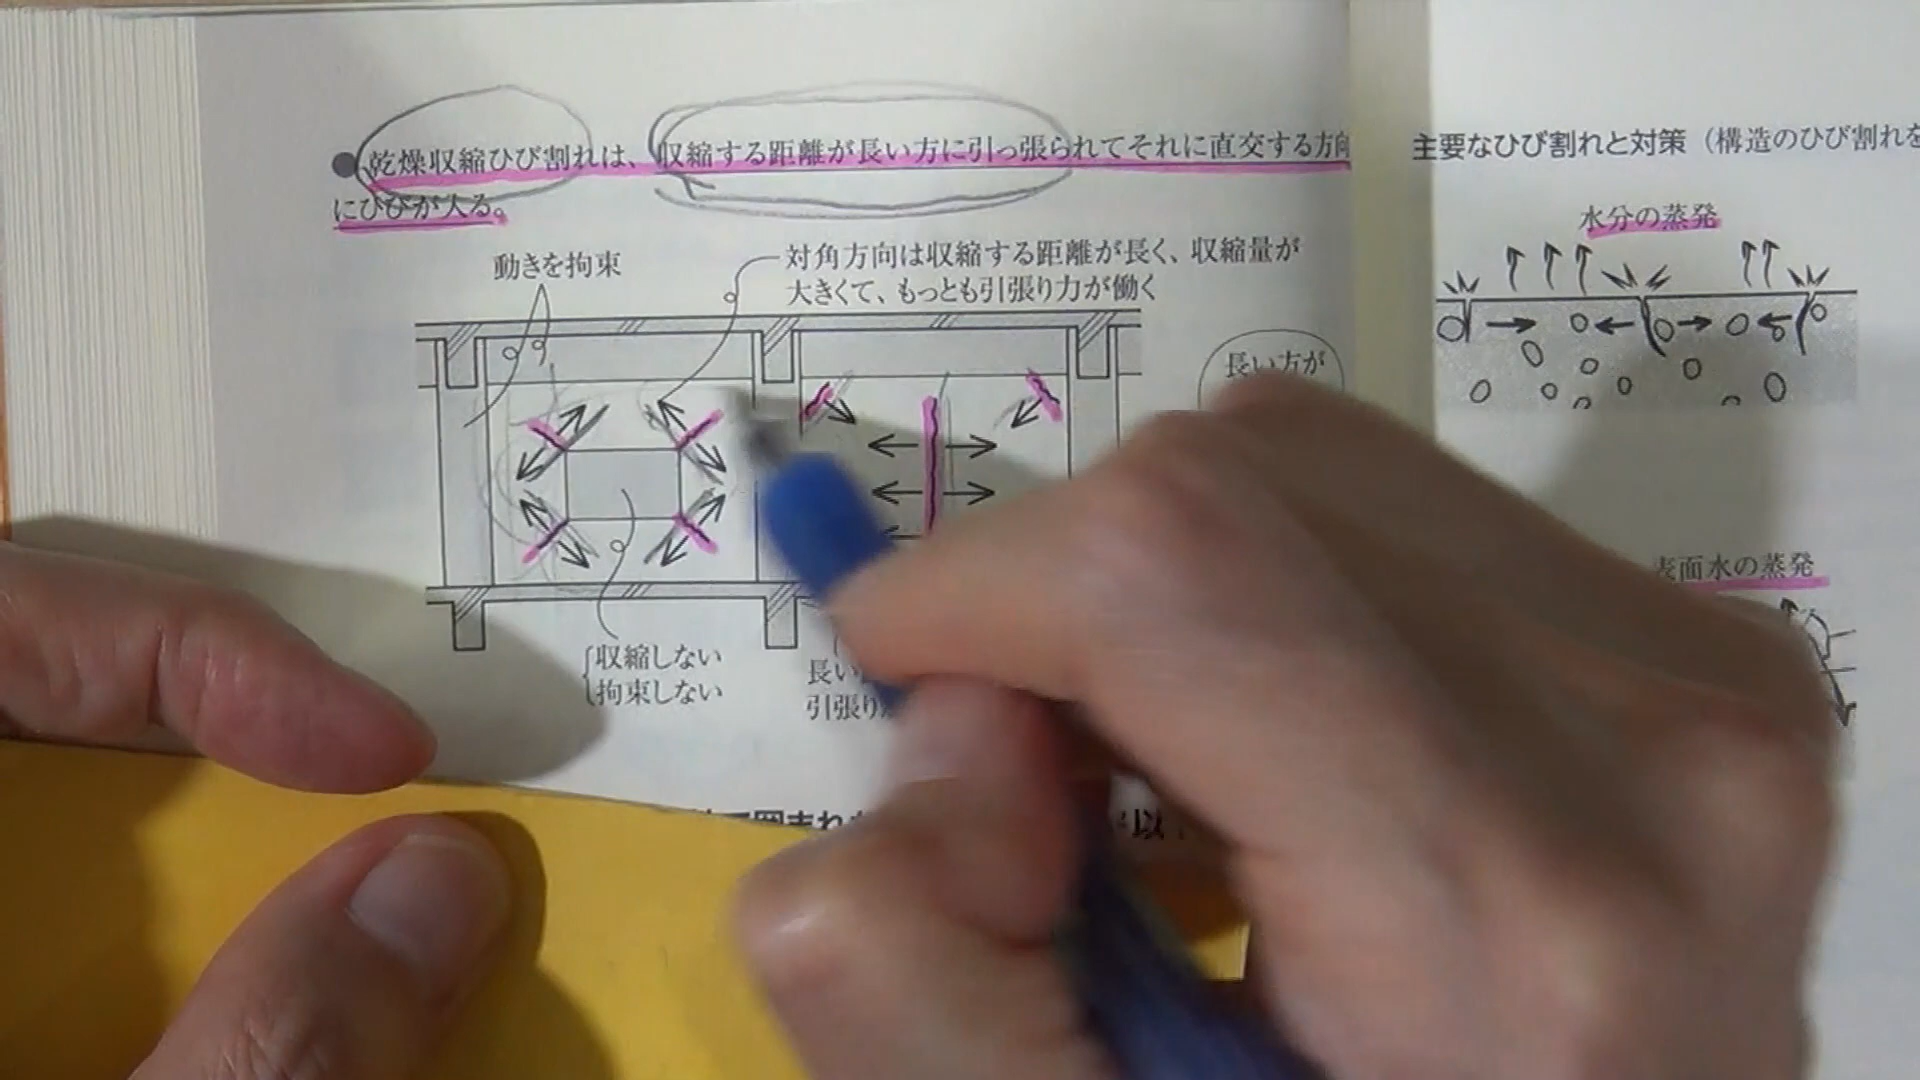 ●乾燥収縮ひび割れは、収縮する距離が長い方に引っ張られてそれに直交する方向
にひびが入る。
動きを拘束
対角方向は収縮する距離が長く、収縮量が
大きくて、もっとも引張り力が働く
長い方が
収縮しない
拘束しない
長い
引張り
で囲まれ
以
主要なひび割れと対策（構造のひび割れを
水分の蒸発
表面水の蒸発